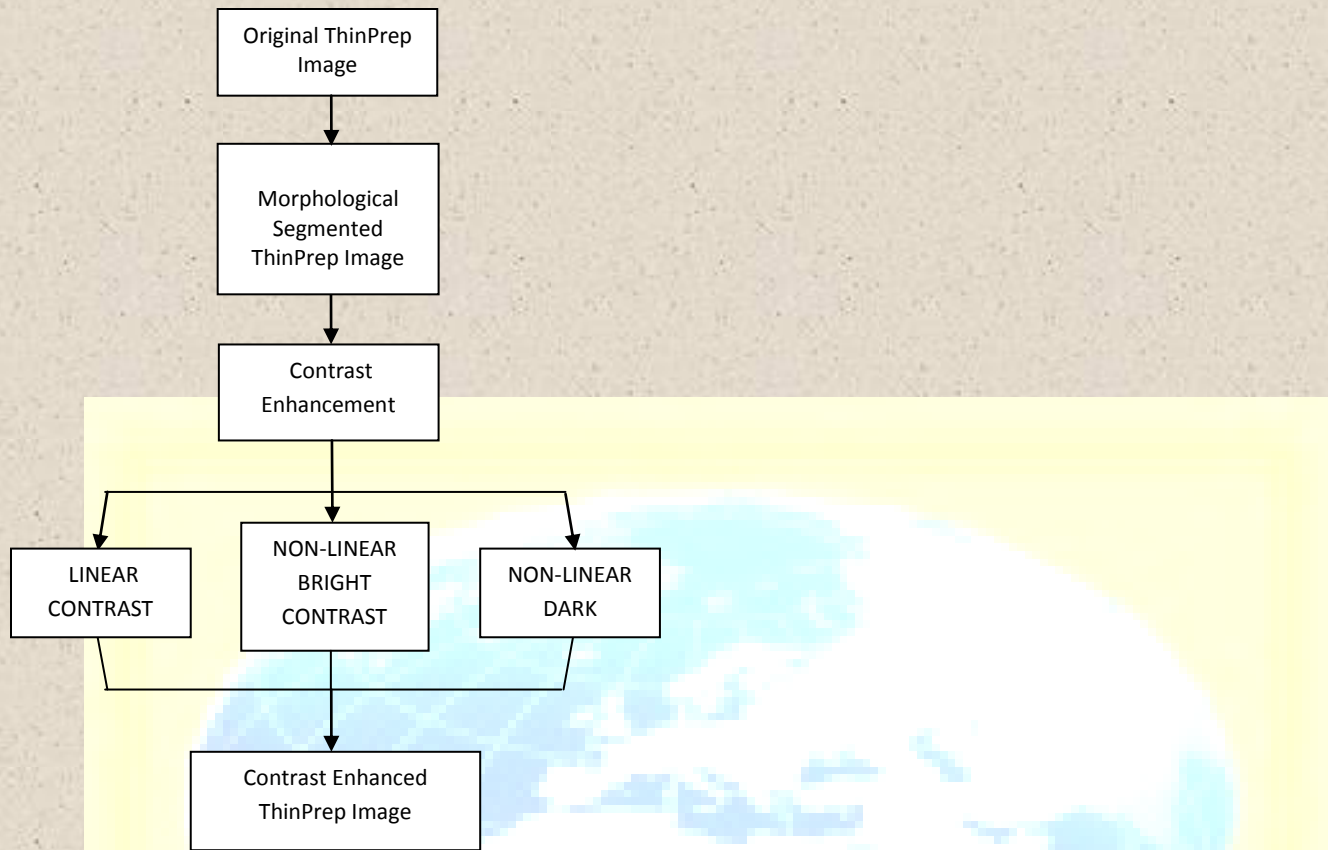 Original ThinPrep
Image
Morphological
Segmented
ThinPrep Image
Contrast
Enhancement
LINEAR
CONTRAST
NON-LINEAR
BRIGHT
CONTRAST
NON-LINEAR
DARK
Contrast Enhanced
ThinPrep Image